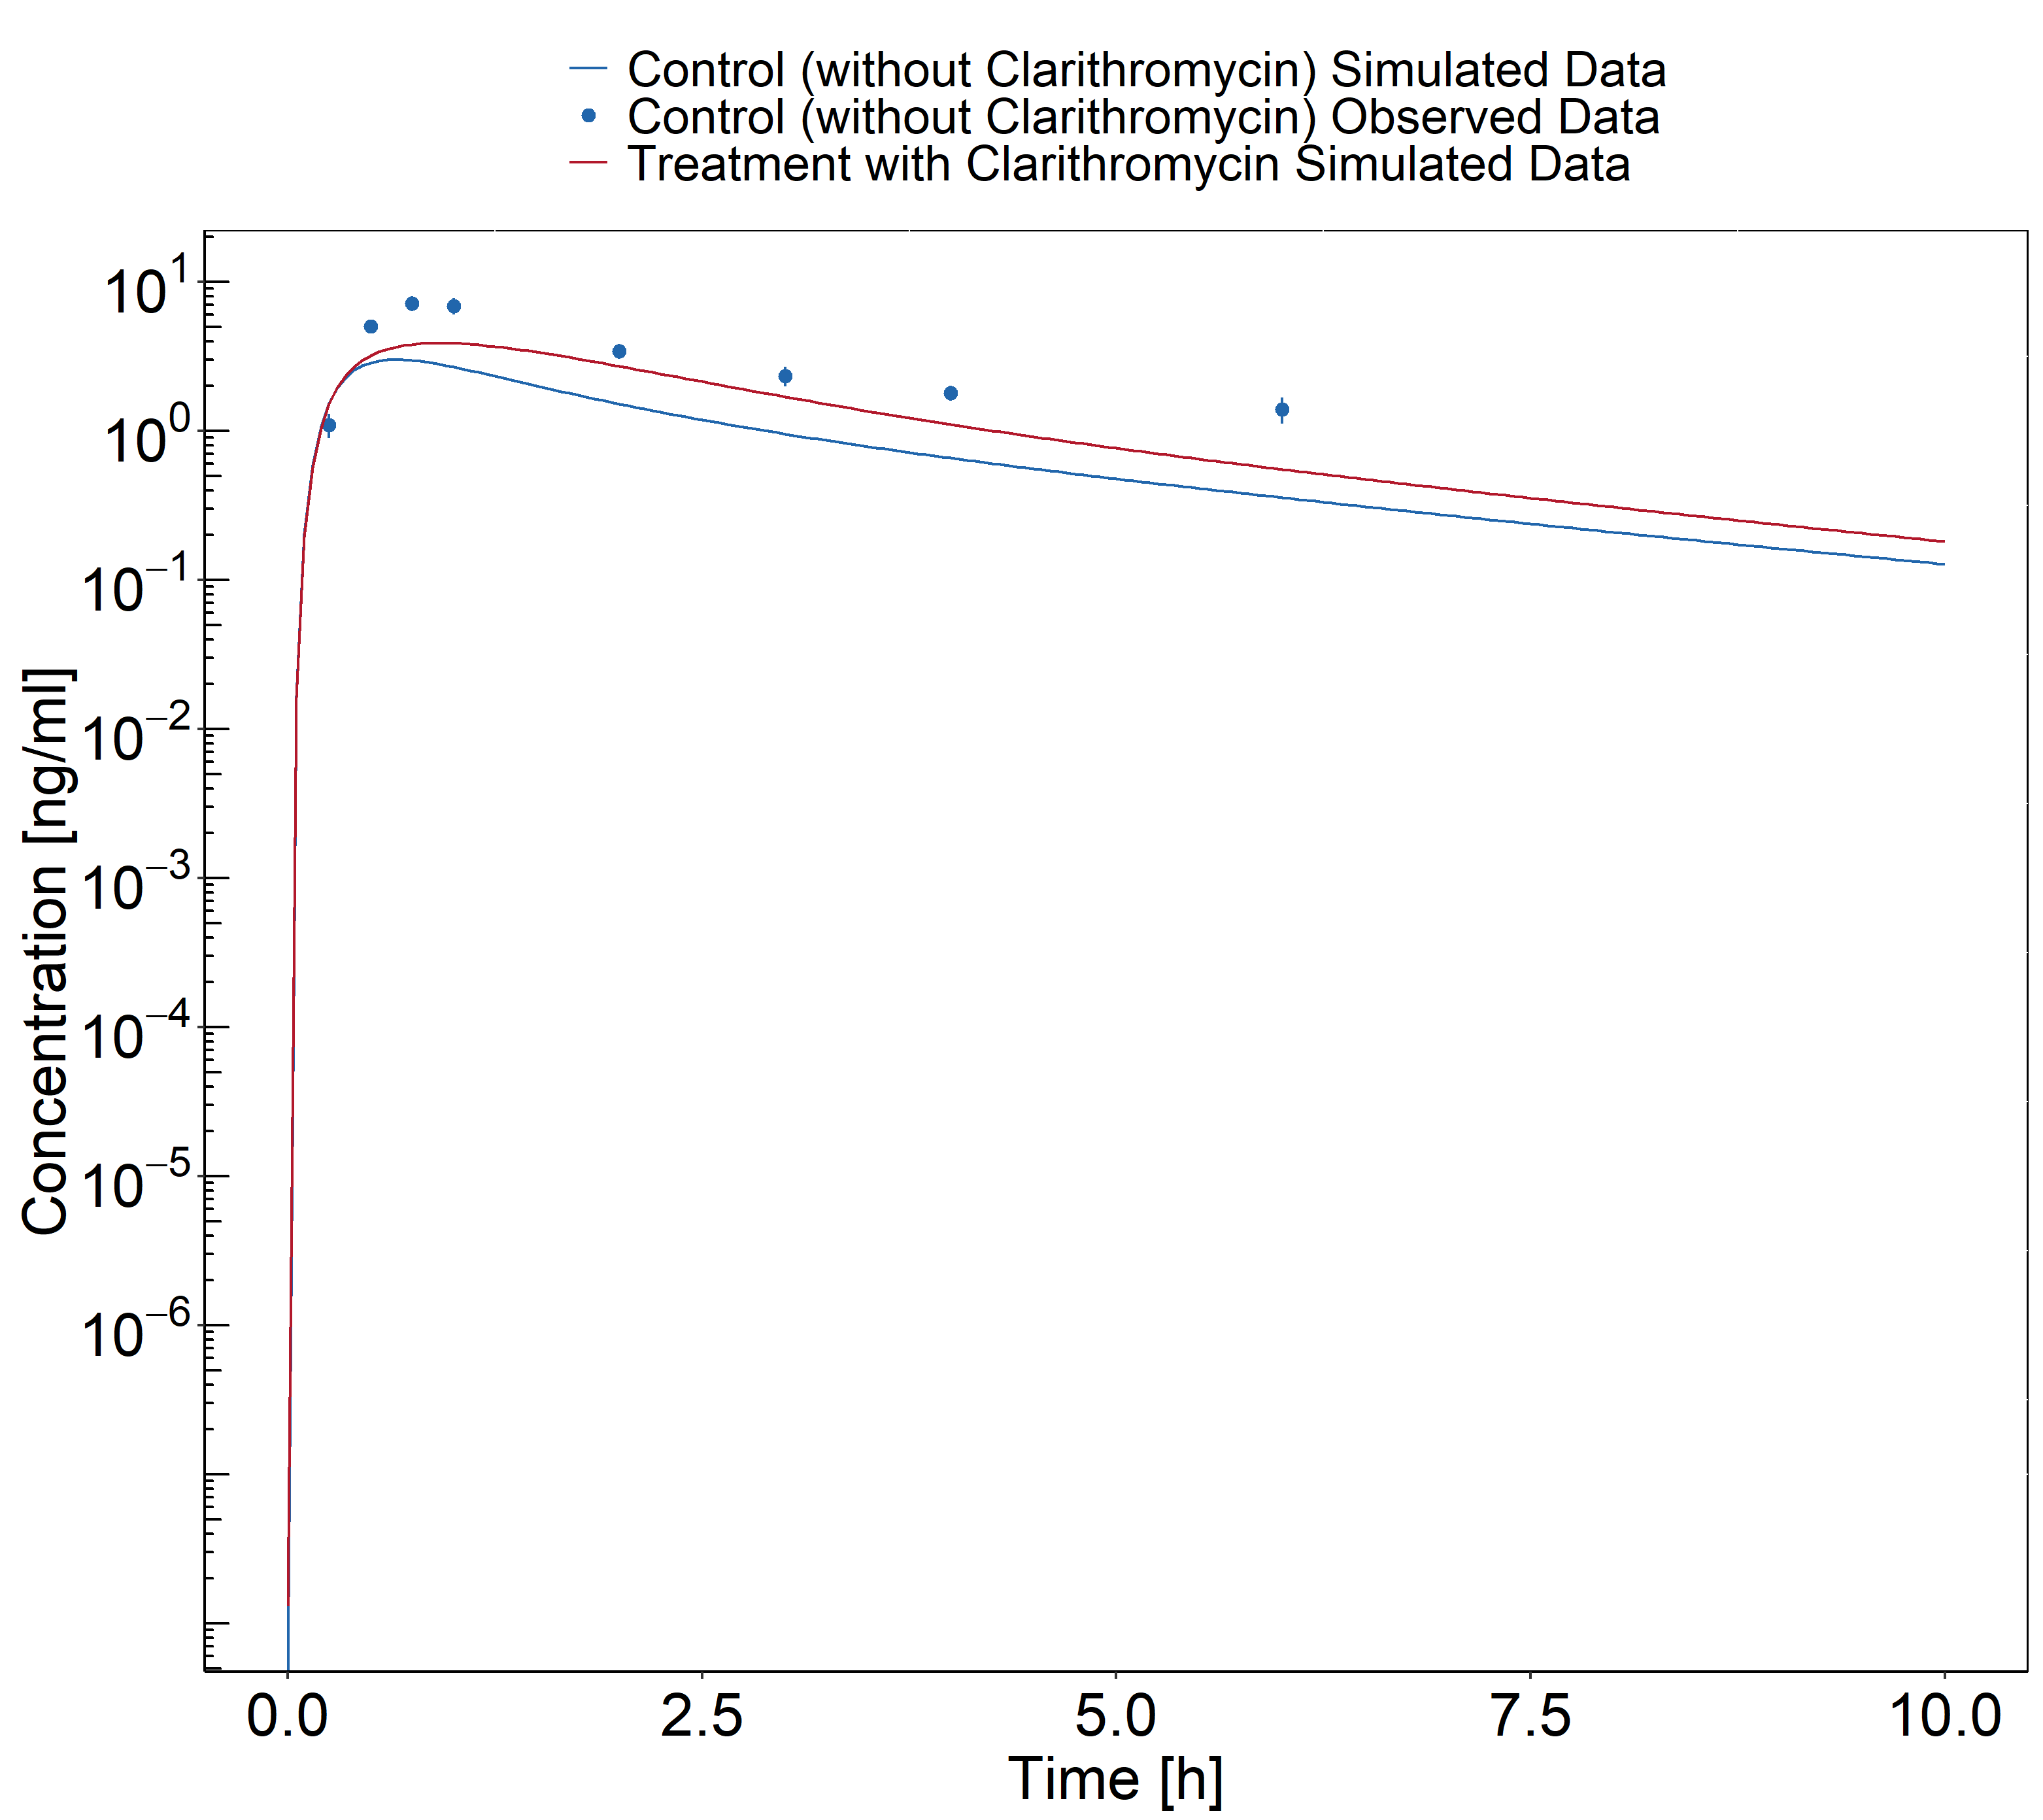 Control (without Clarithromycin) Simulated Data
Control (without Clarithromycin) Observed Data
Treatment with Clarithromycin Simulated Data
10^1
10^0
10^−1
10^−2
10^−3
10^−4
10^−5
10^−6
Concentration [ng/ml]
0.0 2.5 5.0 7.5 10.0
Time [h]